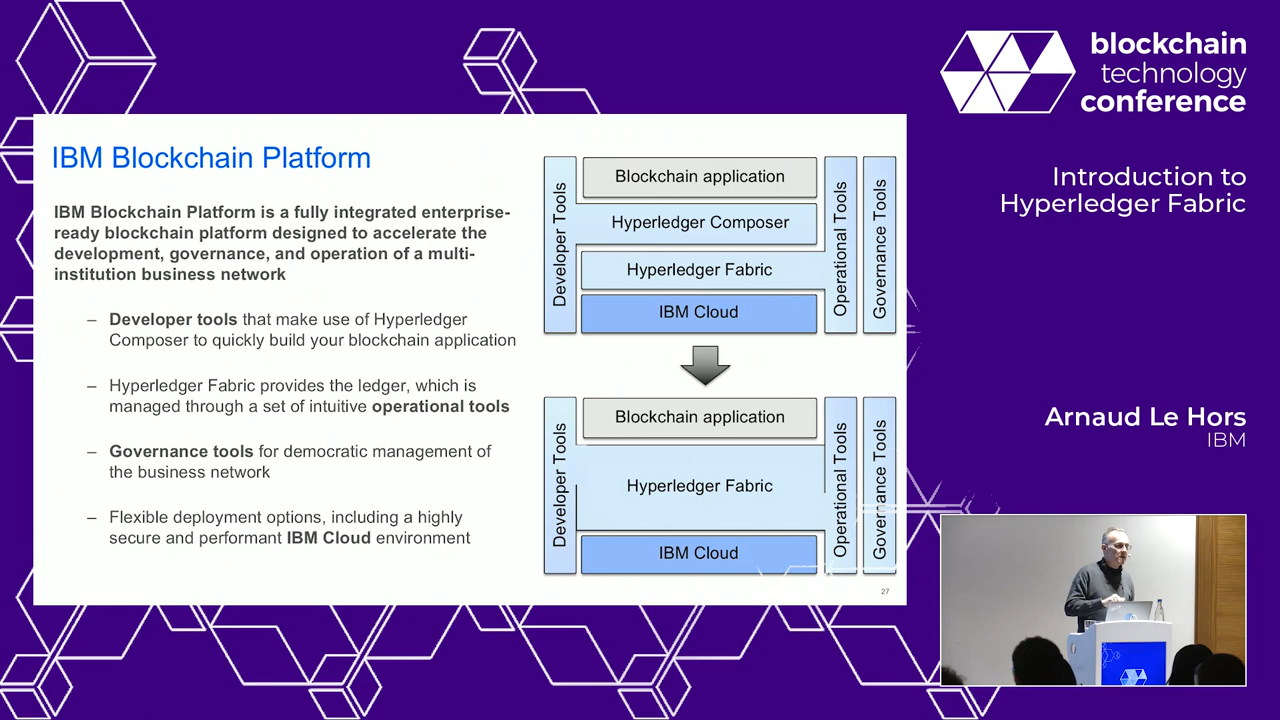 blockchain
technology
conference
Introduction to
Hyperledger Fabric
Arnaud Le Hors
IBM
IBM Blockchain Platform
IBM Blockchain Platform is a fully integrated enterprise-
ready blockchain platform designed to accelerate the
development, governance, and operation of a multi-
institution business network
– Developer tools that make use of Hyperledger
Composer to quickly build your blockchain application
– Hyperledger Fabric provides the ledger, which is
managed through a set of intuitive operational tools
– Governance tools for democratic management of
the business network
– Flexible deployment options, including a highly
secure and performant IBM Cloud environment
Developer Tools
Blockchain application
Hyperledger Composer
Hyperledger Fabric
IBM Cloud
Operational Tools
Governance Tools
Developer Tools
Blockchain application
Hyperledger Fabric
IBM Cloud
Operational Tools
Governance Tools
27